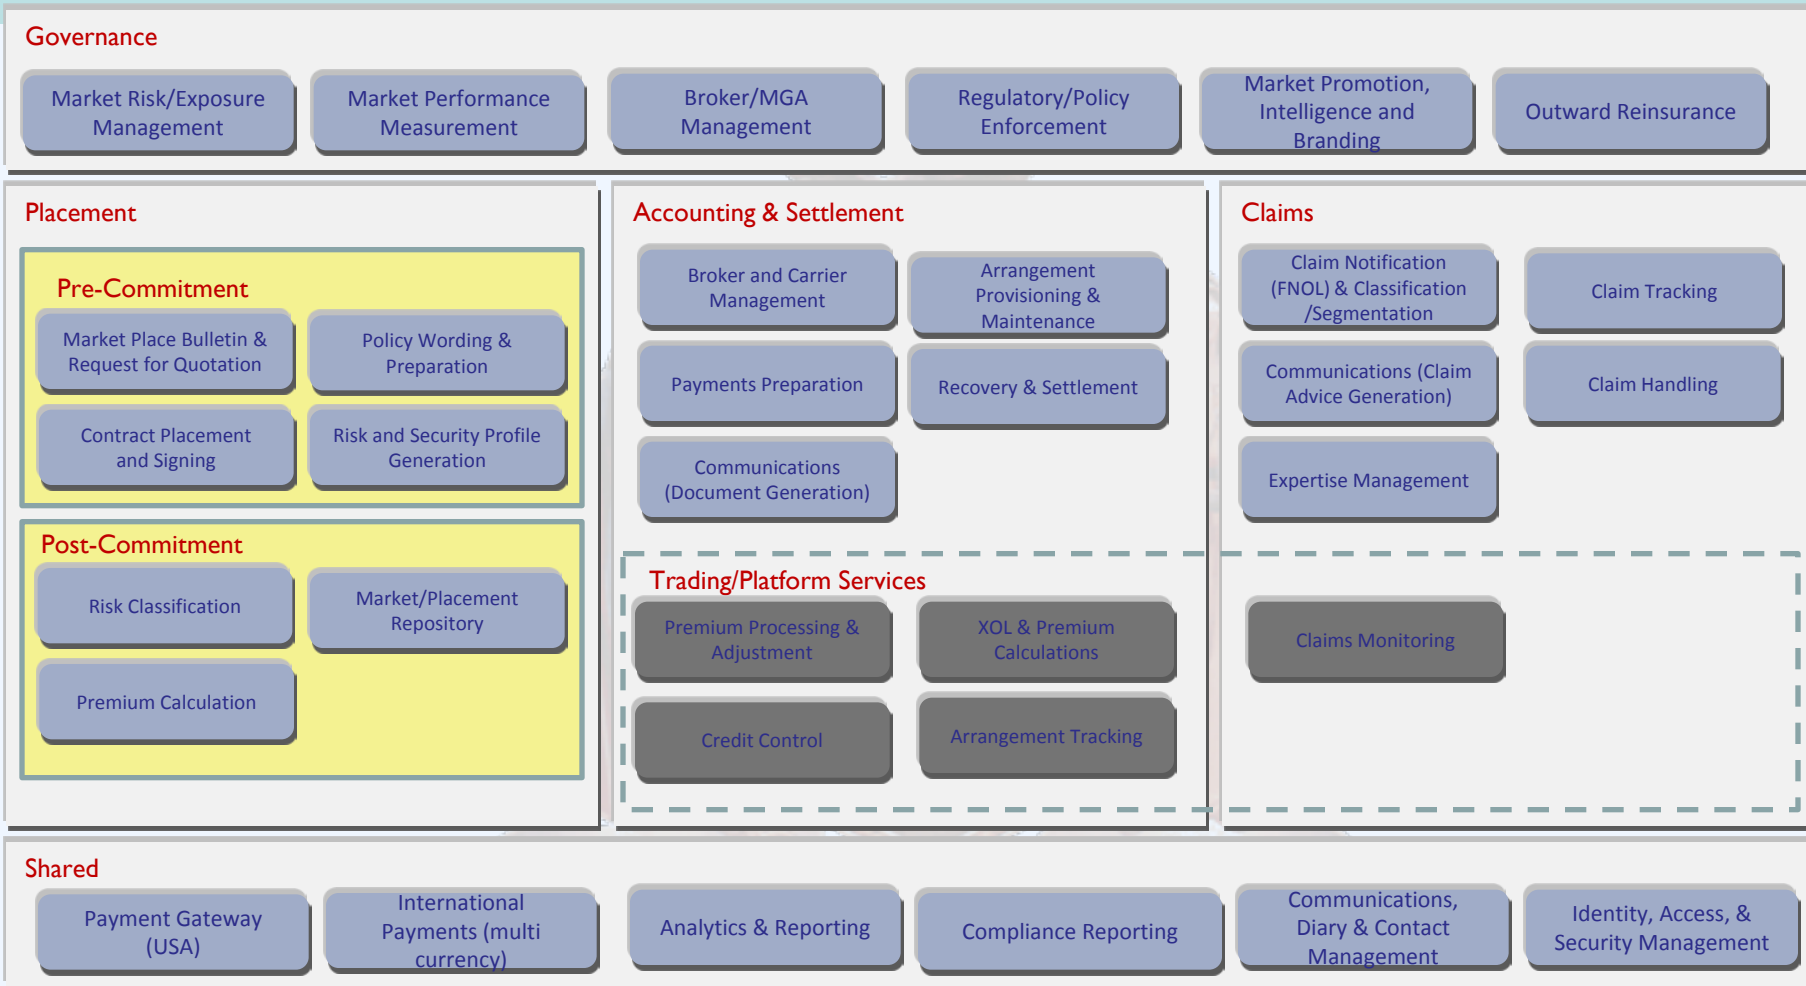 Governance
Market Risk/Exposure
Management
Market Performance
Measurement
Broker/MGA
Management
Regulatory/Policy
Enforcement
Market Promotion,
Intelligence and
Branding
Outward Reinsurance
Placement
Pre-Commitment
Market Place Bulletin &
Request for Quotation
Policy Wording &
Preparation
Contract Placement
and Signing
Risk and Security Profile
Generation
Post-Commitment
Risk Classification
Market/Placement
Repository
Premium Calculation
Accounting & Settlement
Broker and Carrier
Management
Arrangement
Provisioning &
Maintenance
Payments Preparation
Recovery & Settlement
Communications
(Document Generation)
Trading/Platform Services
Premium Processing &
Adjustment
XOL & Premium
Calculations
Credit Control
Arrangement Tracking
Claims
Claim Notification
(FNOL) & Classification
/Segmentation
Claim Tracking
Communications (Claim
Advice Generation)
Claim Handling
Expertise Management
Claims Monitoring
Shared
Payment Gateway
(USA)
International
Payments (multi
currency)
Analytics & Reporting
Compliance Reporting
Communications,
Diary & Contact
Management
Identity, Access, &
Security Management